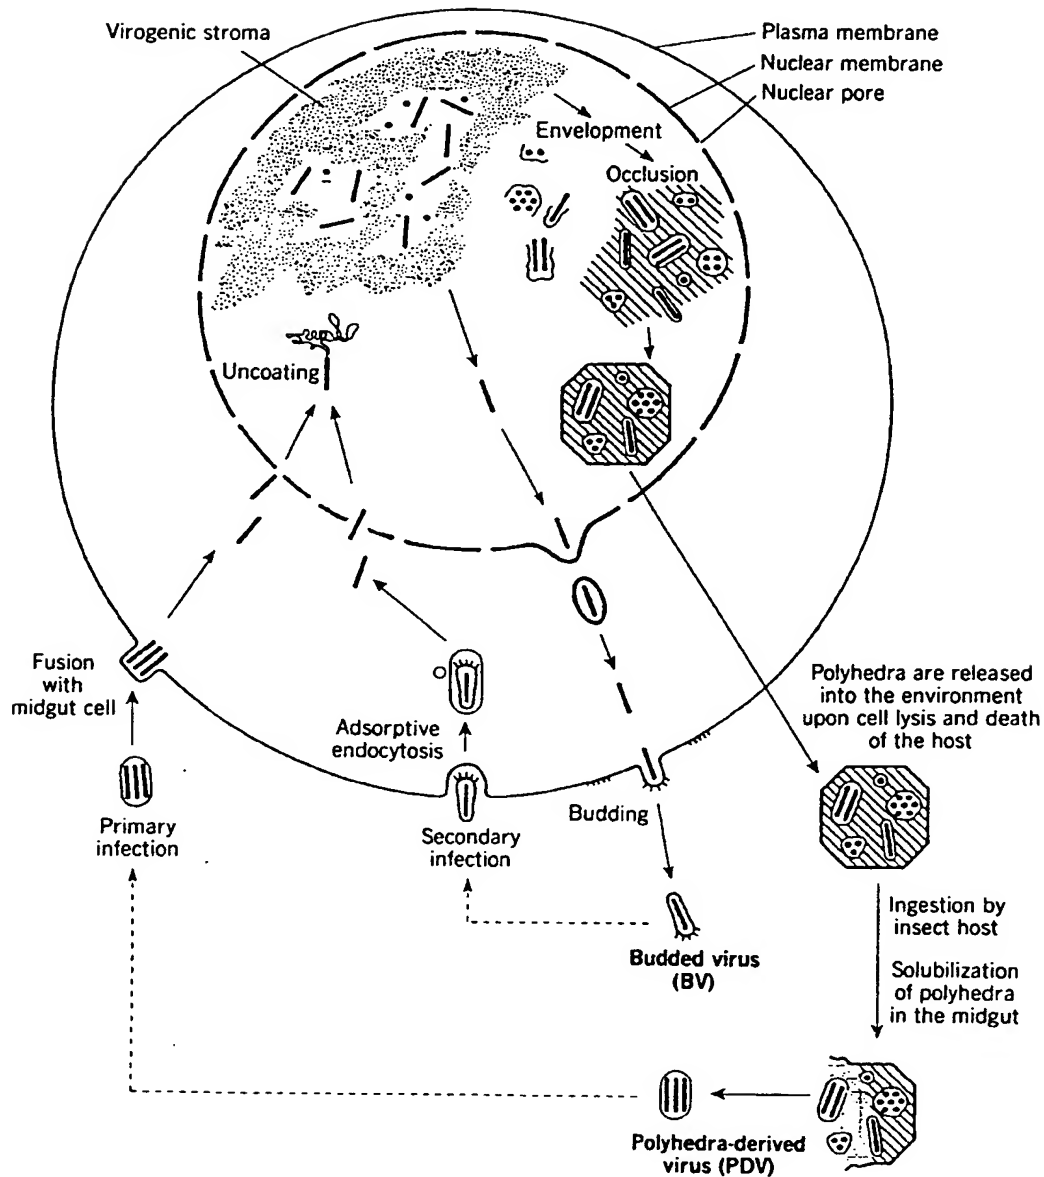 Virogenic stroma
Plasma membrane
Nuclear membrane
Nuclear pore
Envelopment
Occlusion
Uncoating
Fusion
with
midgut cell
Adsorptive
endocytosis
Polyhedra are released
into the environment
upon cell lysis and death
of the host
Primary
infection
Secondary
infection
Budding
Budded virus
(BV)
Ingestion by
insect host
Solubilization
of polyhedra
in the midgut
Polyhedra-derived
virus (PDV)